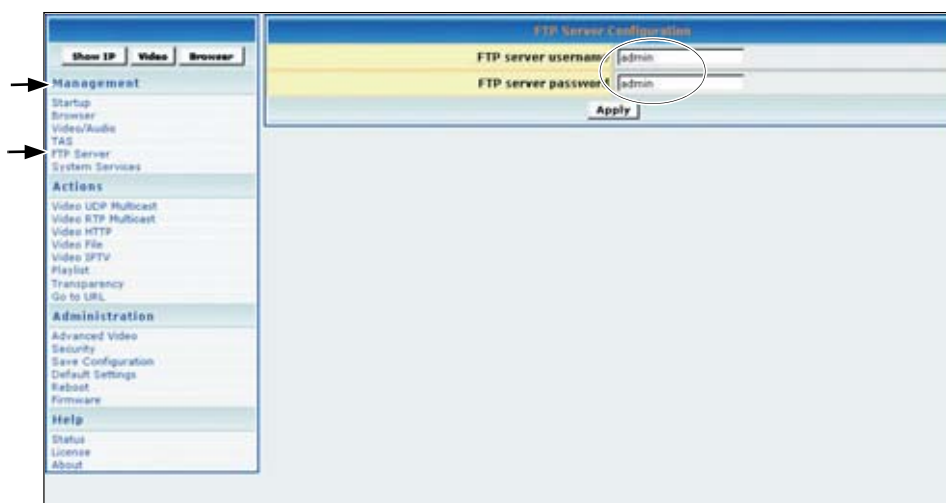 Show IP Video Browser
Management
Startup
Browser
Video/Audio
TAS
FTP Server
System Services
Actions
Video UDP Multicast
Video RTP Multicast
Video HTTP
Video File
Video IPTV
Playlist
Transparency
Go to URL
Administration
Advanced Video
Security
Save Configuration
Default Settings
Reboot
Firmware
Help
Status
License
About
FTP Server Configuration
FTP server username admin
FTP server password admin
Apply